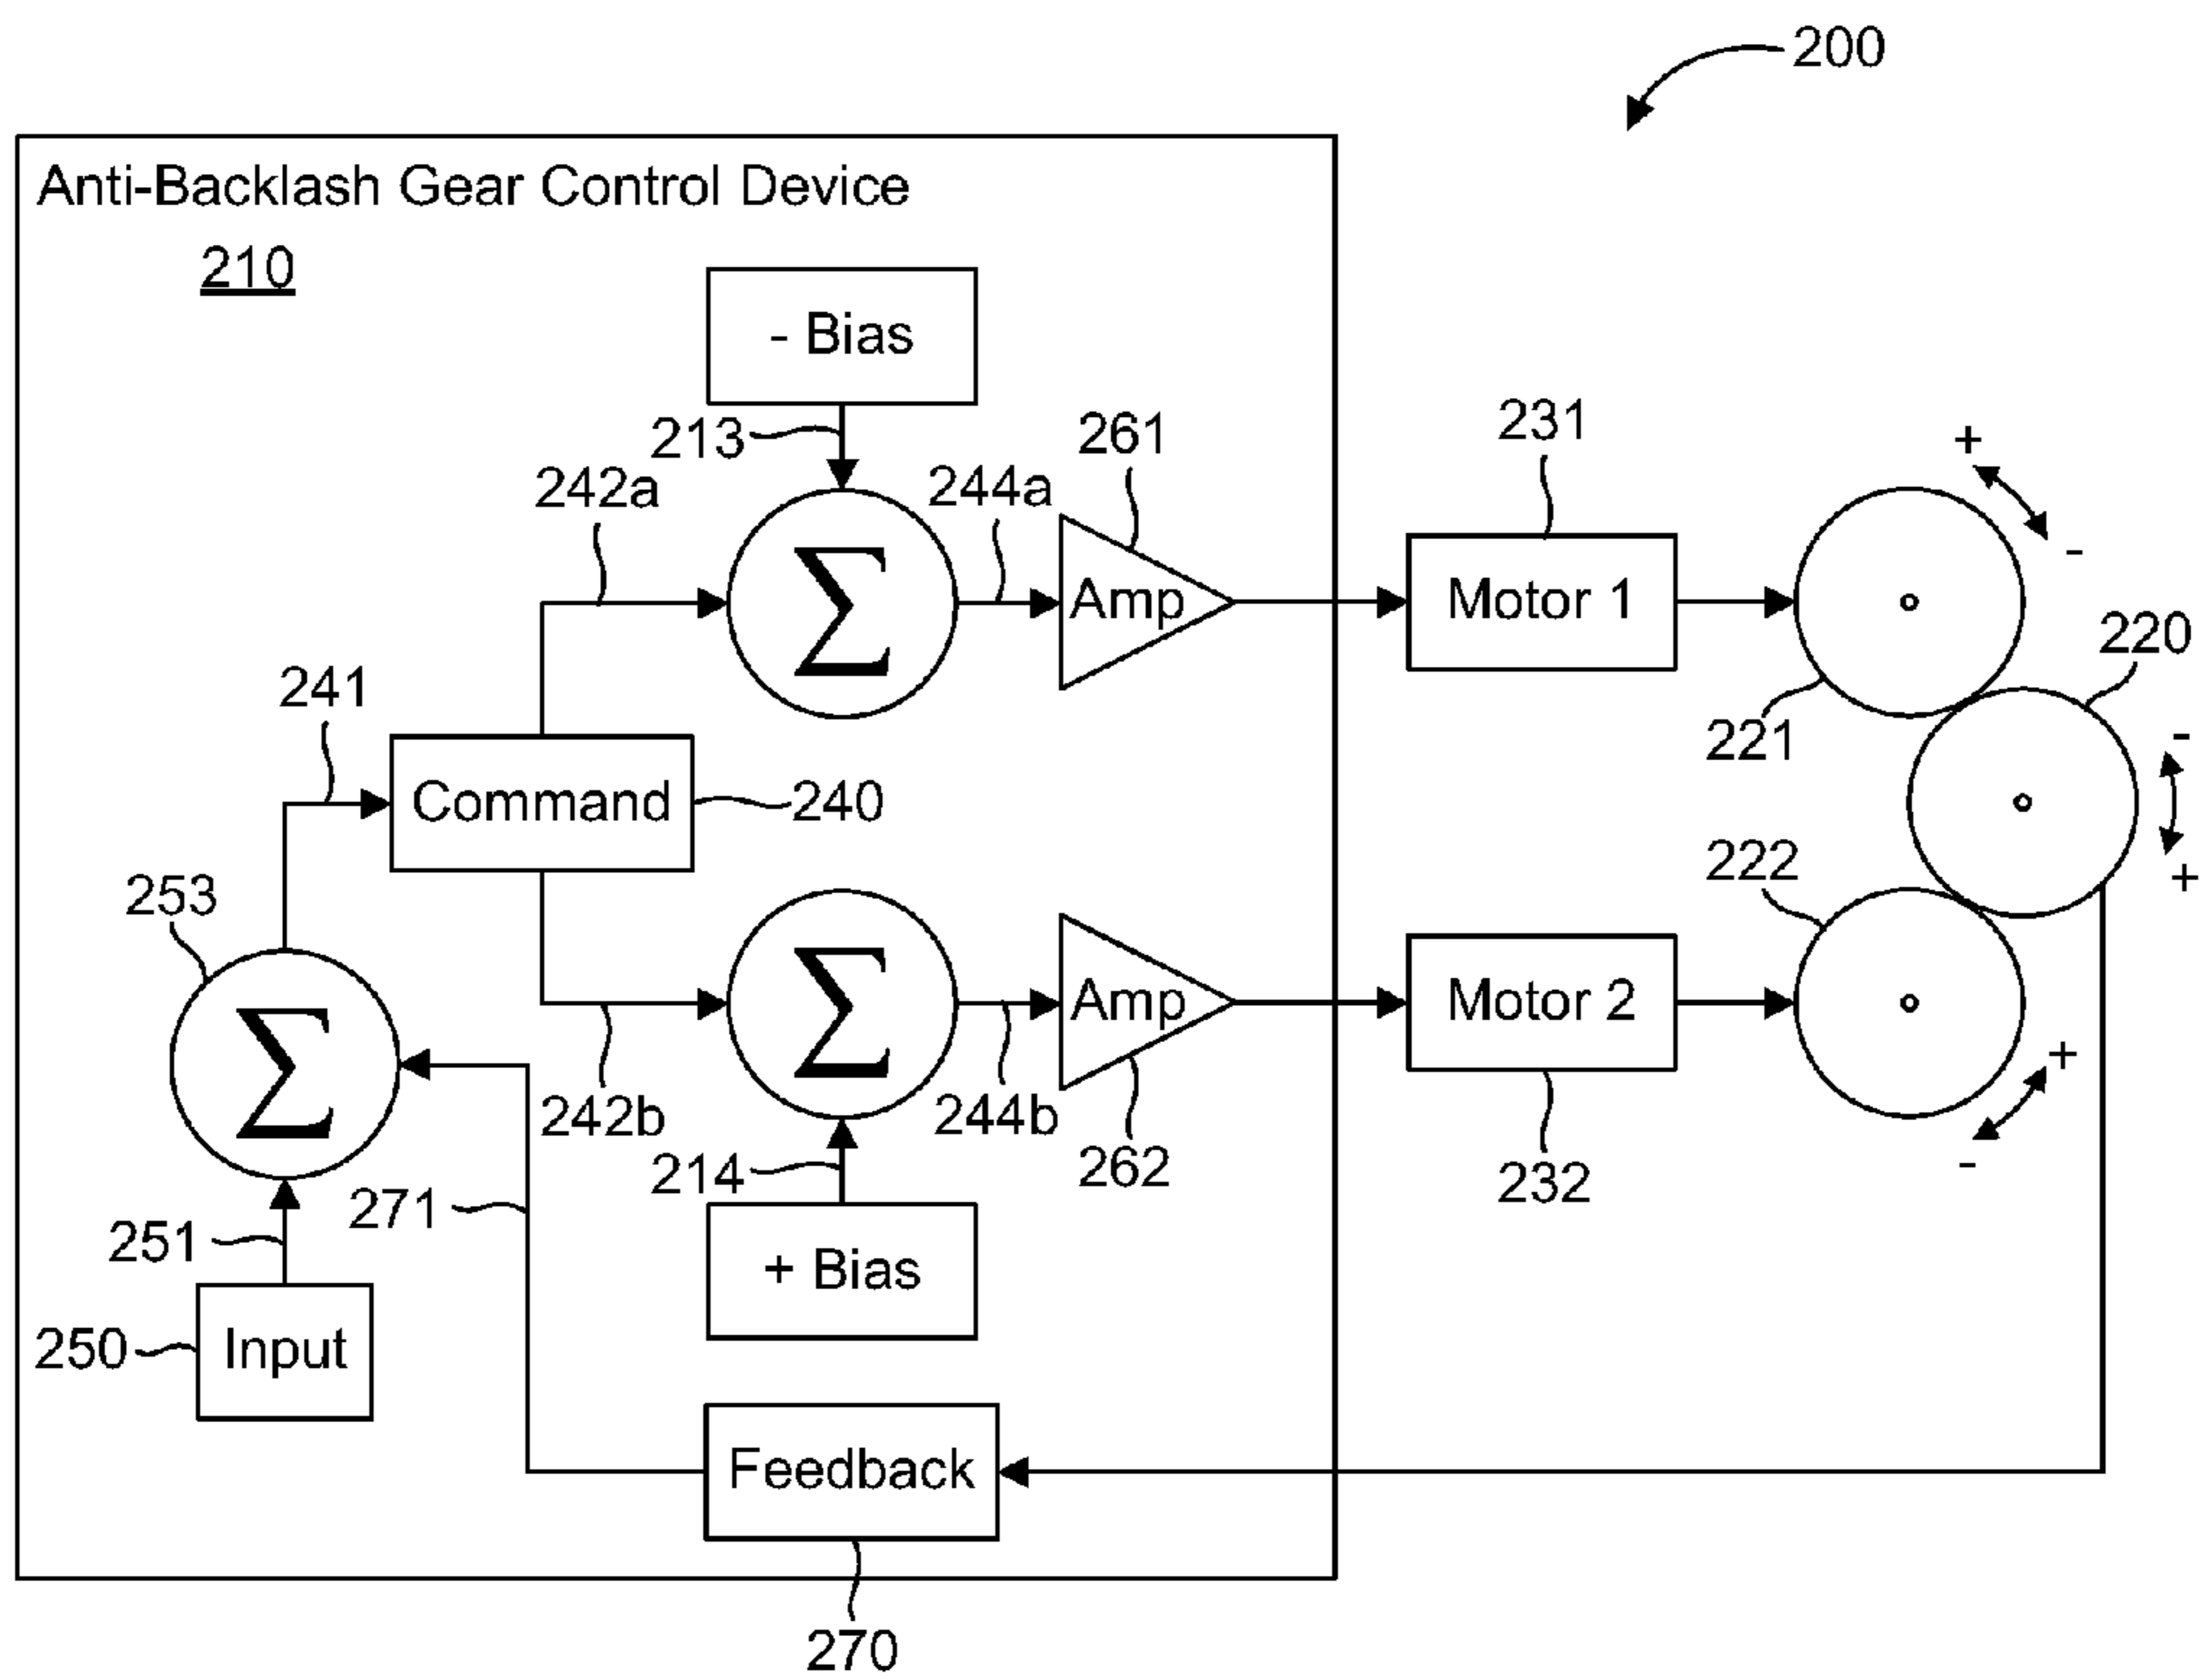 200
Anti-Backlash Gear Control Device
210
- Bias
213
261
231
+
-
242a
244a
Σ
Amp
Motor 1
220
241
221
-
+
Command
240
222
253
Σ
Amp
Motor 2
Σ
+
-
242b
244b
271
214
262
232
251
+ Bias
250
Input
Feedback
270